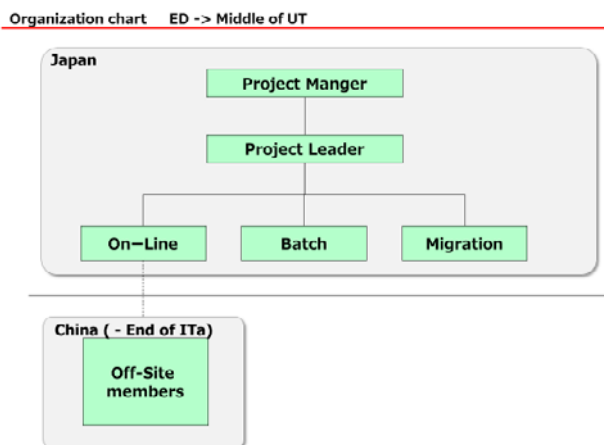 Organization chart ED -> Middle of UT
Japan
Project Manger
Project Leader
On-Line
Batch
Migration
China ( - End of ITa)
Off-Site
members